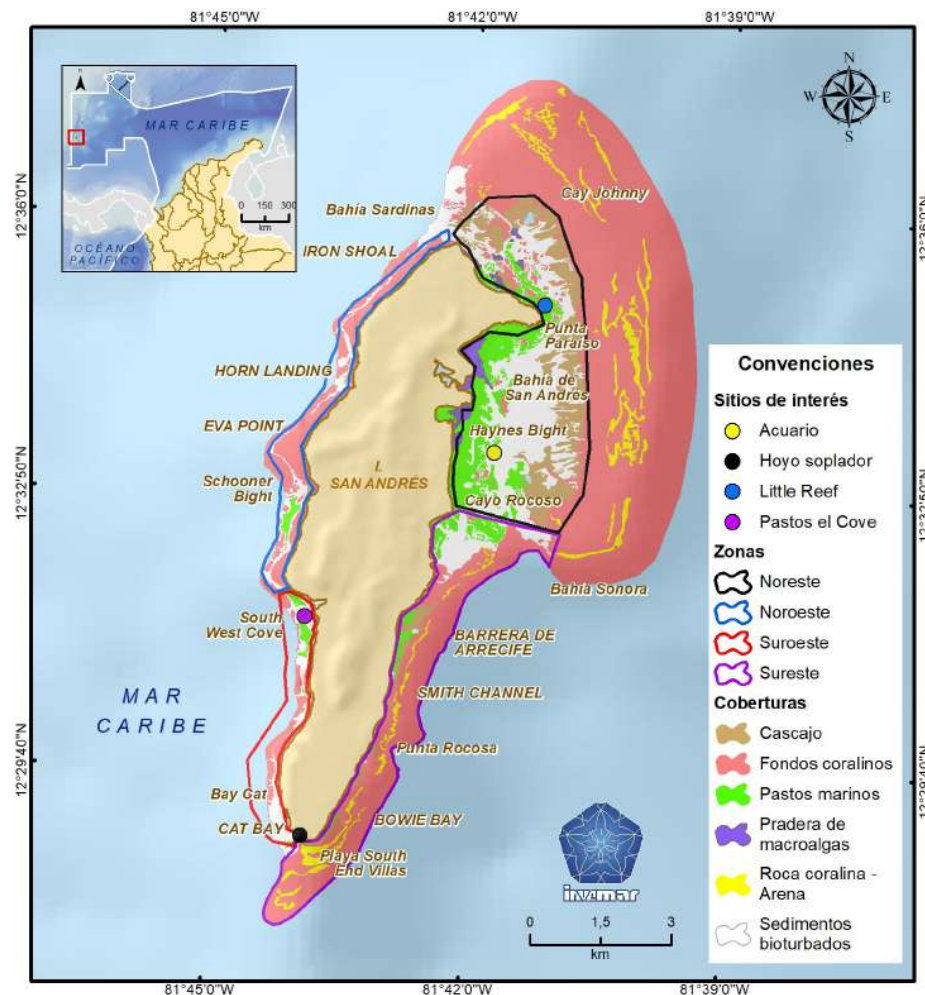 81°45'0"W
81°42'0"W
81°39'0"W
N
W
E
S
N
MAR CARIBE
OCÉANO
PACÍFICO
0 150 300
km
12°36'0"N
12°36'0"N
Cay Johnny
Bahía Sardinas
IRON SHOAL
Punta
Paraiso
HORN LANDING
Bahía de
San Andrés
EVA POINT
Haynes Bight
I.
SAN ANDRÉS
Schooner
Bight
Cayo Rocoso
12°32'50"N
12°32'50"N
Bahía Sonora
South
West Cove
BARRERA DE
ARRECIFE
SMITH CHANNEL
MAR
CARIBE
Punta Rocosa
12°29'40"N
12°29'40"N
Bay Cat
CAT BAY
BOWIE BAY
Playa South
End Villas
invemar
0 1,5 3
km
Convenciones
Sitios de interés
Acuario
Hoyo soplador
Little Reef
Pastos el Cove
Zonas
Noreste
Noroeste
Suroeste
Sureste
Coberturas
Cascajo
Fondos coralinos
Pastos marinos
Pradera de
macroalgas
Roca coralina -
Arena
Sedimentos
bioturbados
81°45'0"W
81°42'0"W
81°39'0"W